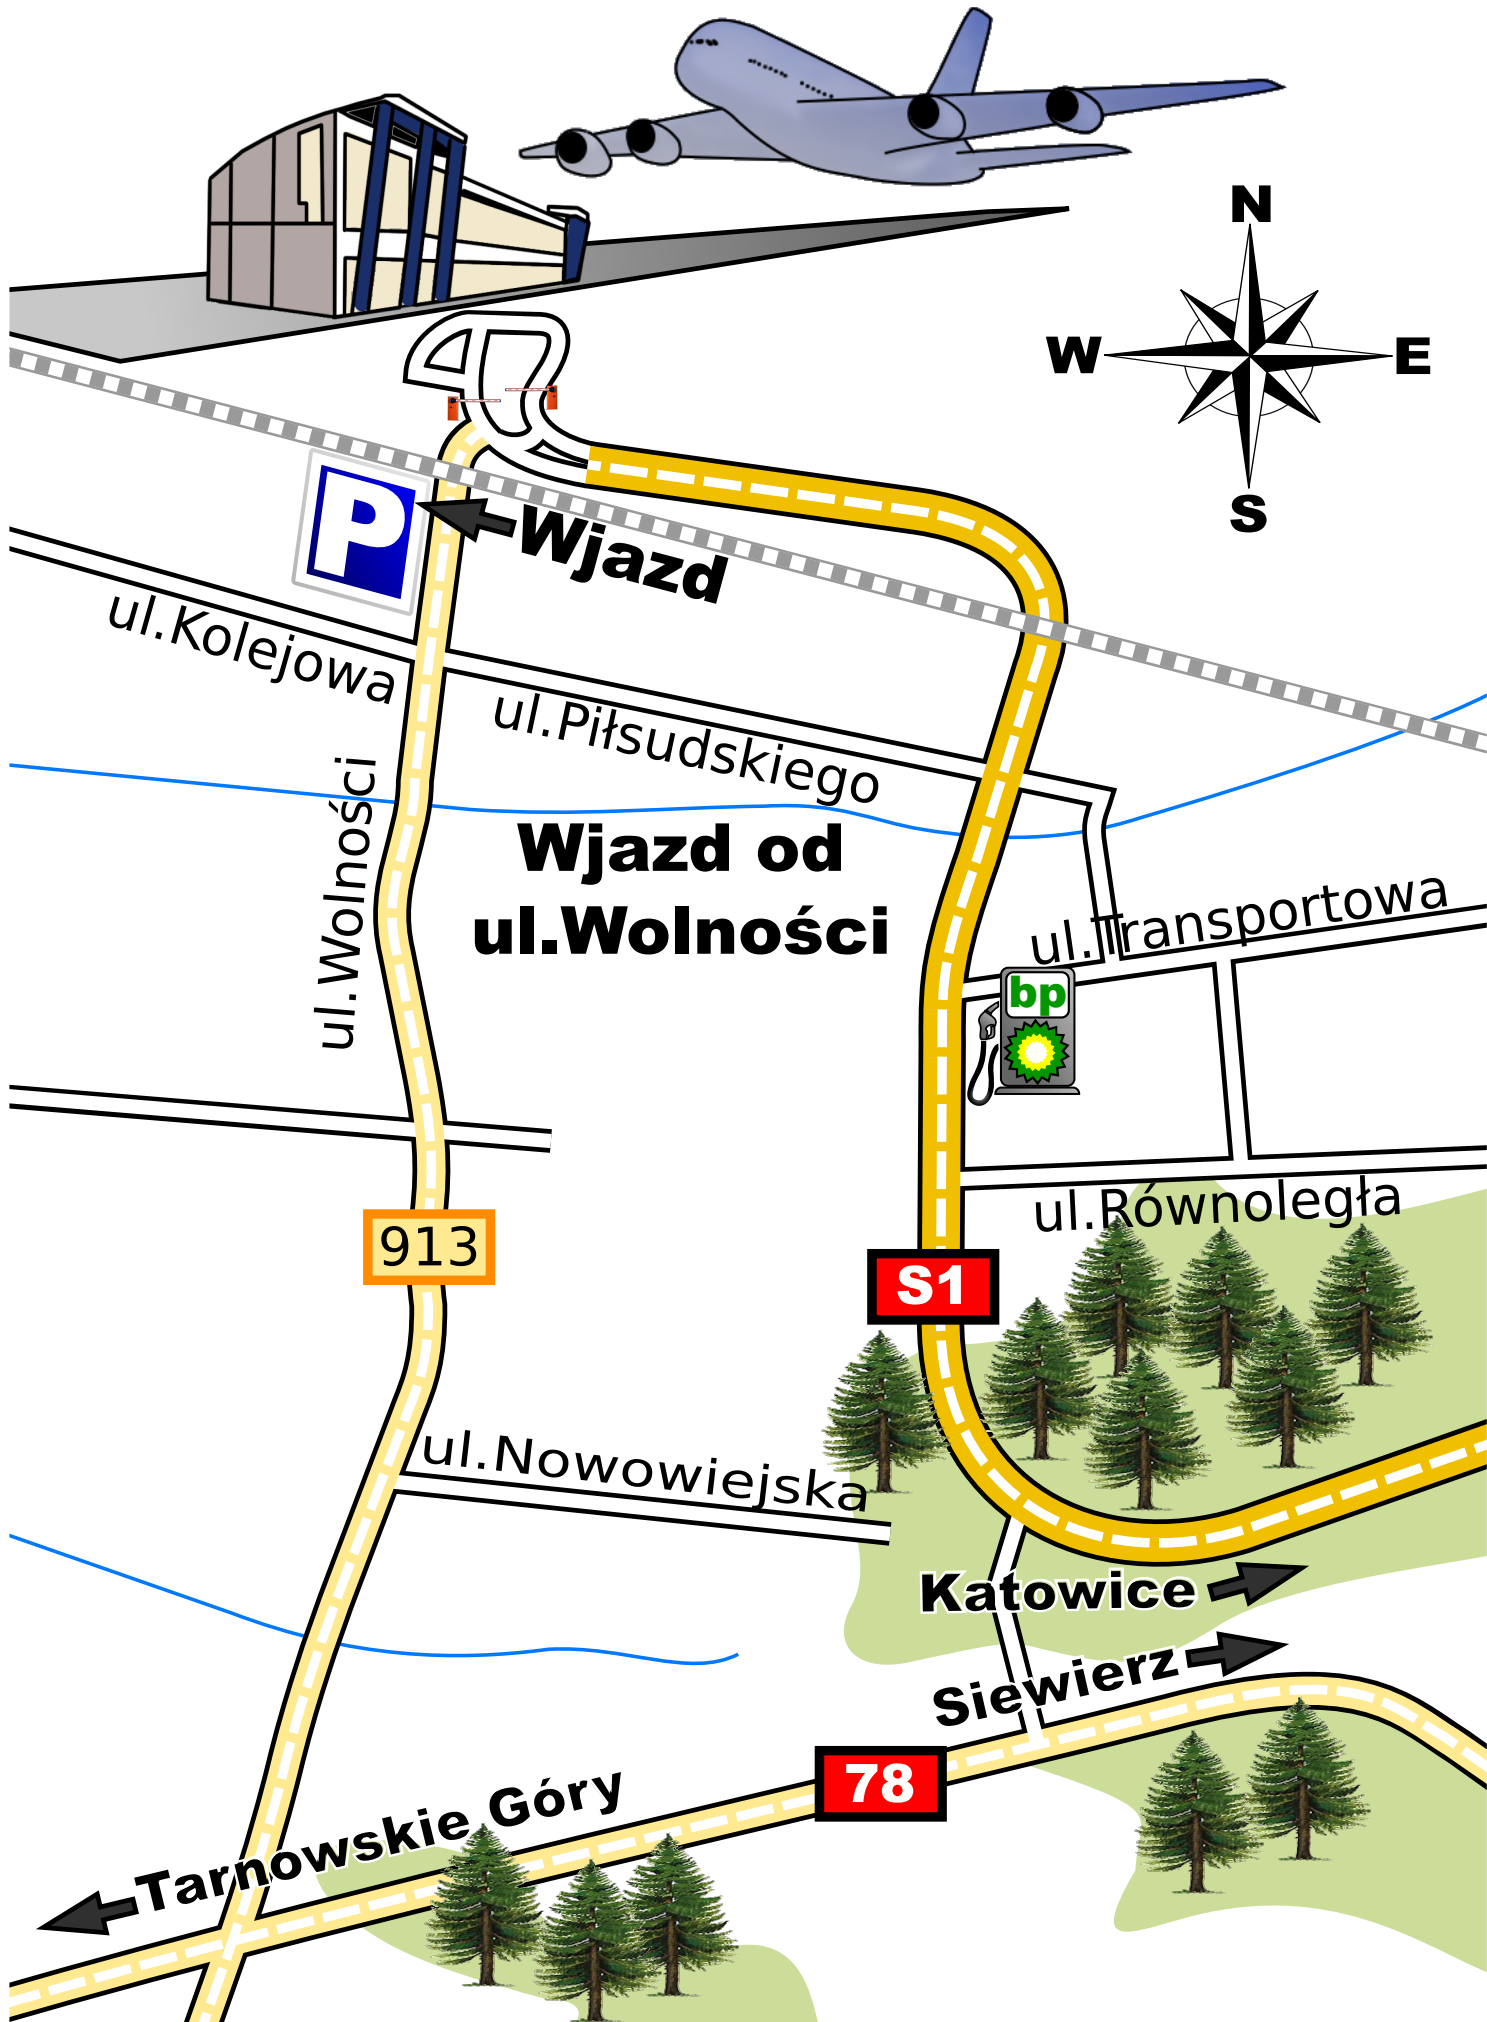 N
W
E
S
P
Wjazd
ul.Kolejowa
ul.Piłsudskiego
ul.Wolności
Wjazd od
ul.Wolności
ul.Transportowa
bp
ul.Równoległa
913
S1
ul.Nowowiejska
Katowice
Siewierz
78
Tarnowskie Góry